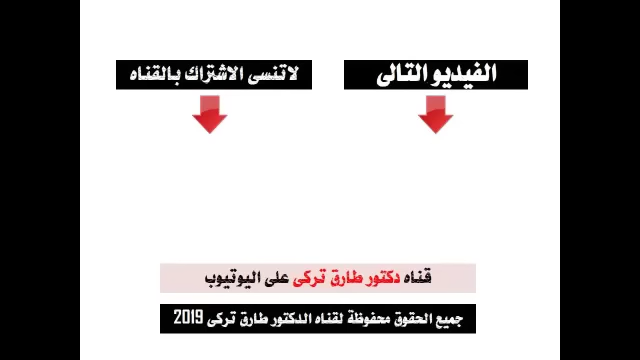 الفيديو التالى
لاتنسى الاشتراك بالقناه
قناه دكتور طارق تركى على اليوتيوب
جميع الحقوق محفوظة لقناه الدكتور طارق تركى 2019